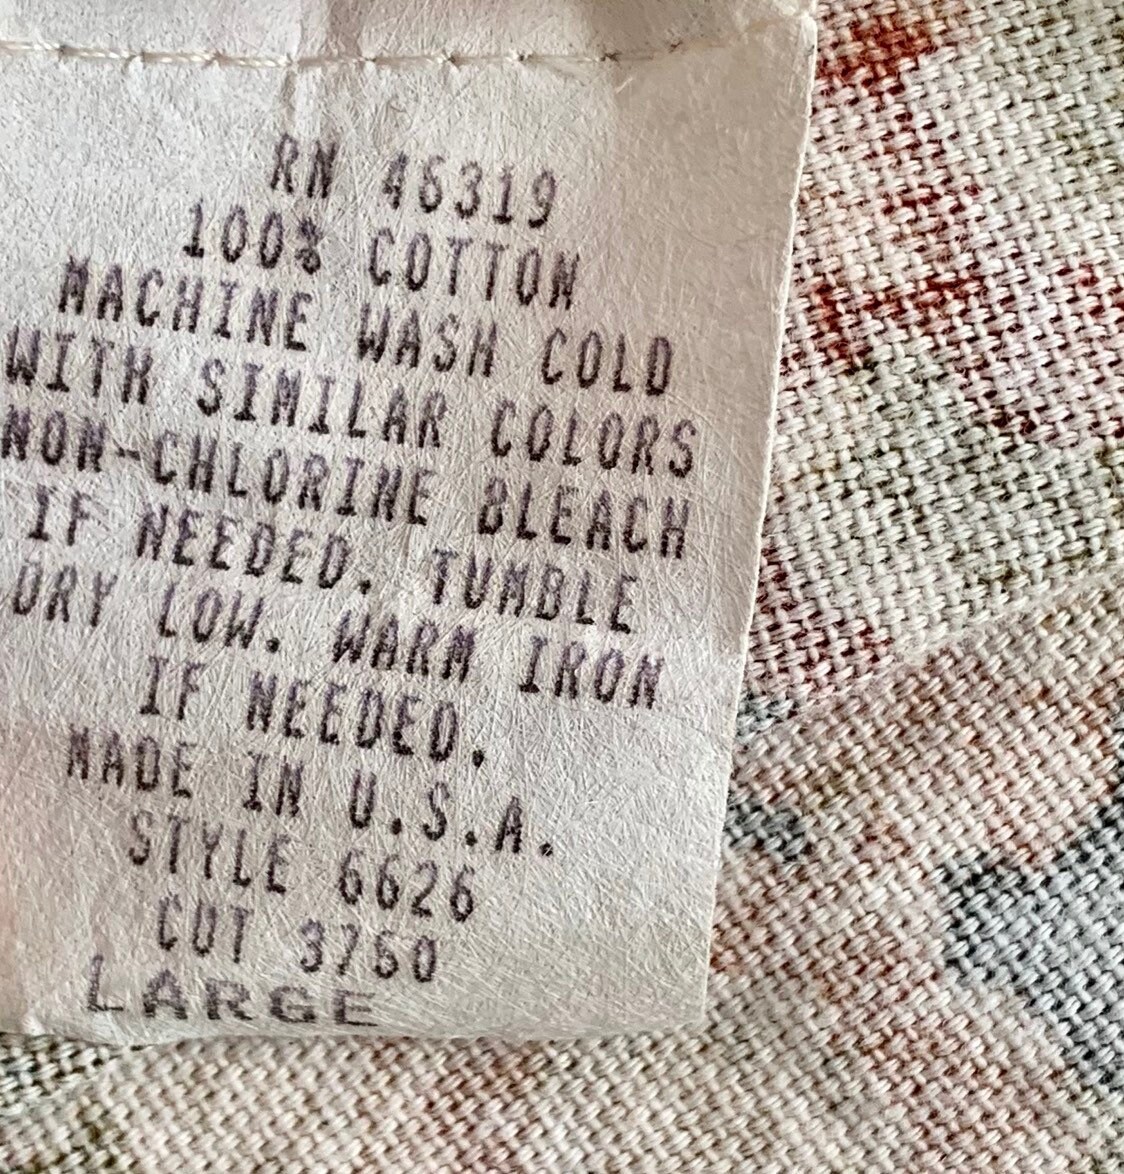 RN 46319
100% COTTON
MACHINE WASH COLD
WITH SIMILAR COLORS
NON-CHLORINE BLEACH
IF NEEDED. TUMBLE
DRY LOW. WARM IRON
IF NEEDED.
MADE IN U.S.A.
STYLE 6626
CUT 3760
LARGE